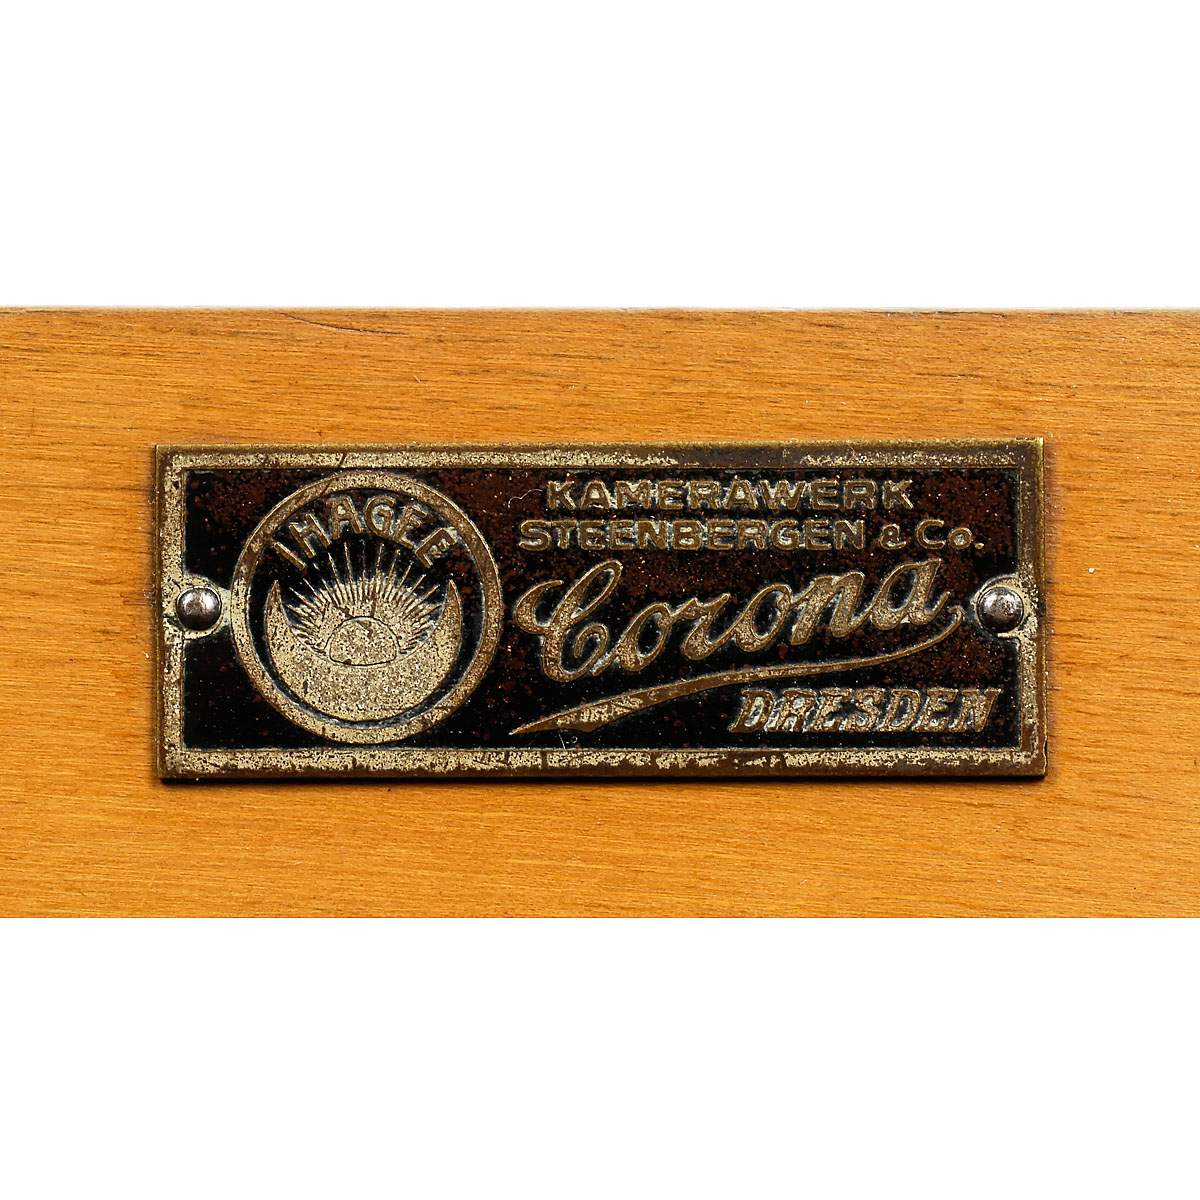 IHAGEE
KAMERAWERK
STEENBERGEN & Co.
Corona
DRESDEN